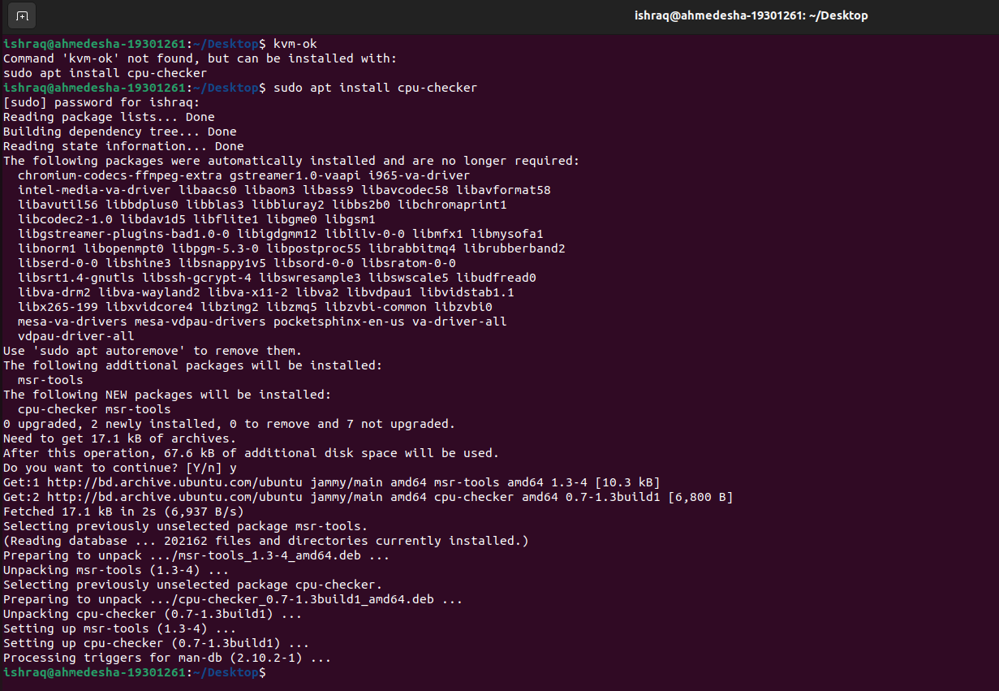 ishraq@ahmedesha-19301261: ~/Desktop
ishraq@ahmedesha-19301261:~/Desktop$ kvm-ok
Command 'kvm-ok' not found, but can be installed with:
sudo apt install cpu-checker
ishraq@ahmedesha-19301261:~/Desktop$ sudo apt install cpu-checker
[sudo] password for ishraq:
Reading package lists... Done
Building dependency tree... Done
Reading state information... Done
The following packages were automatically installed and are no longer required:
  chromium-codecs-ffmpeg-extra gstreamer1.0-vaapi i965-va-driver
  intel-media-va-driver libaacs0 libaom3 libass9 libavcodec58 libavformat58
  libavutil56 libbdplus0 libblas3 libbluray2 libbs2b0 libchromaprint1
  libcodec2-1.0 libdav1d5 libflite1 libgme0 libgsm1
  libgstreamer-plugins-bad1.0-0 libigdgmm12 liblilv-0-0 libmfx1 libmysofa1
  libnorm1 libopenmpt0 libpgm-5.3-0 libpostproc55 librabbitmq4 librubberband2
  libserd-0-0 libshine3 libsnappy1v5 libsord-0-0 libsratom-0-0
  libsrt1.4-gnutls libssh-gcrypt-4 libswresample3 libswscale5 libudfread0
  libva-drm2 libva-wayland2 libva-x11-2 libva2 libvdpau1 libvidstab1.1
  libx265-199 libxvidcore4 libzimg2 libzmq5 libzvbi-common libzvbi0
  mesa-va-drivers mesa-vdpau-drivers pocketsphinx-en-us va-driver-all
  vdpau-driver-all
Use 'sudo apt autoremove' to remove them.
The following additional packages will be installed:
  msr-tools
The following NEW packages will be installed:
  cpu-checker msr-tools
0 upgraded, 2 newly installed, 0 to remove and 7 not upgraded.
Need to get 17.1 kB of archives.
After this operation, 67.6 kB of additional disk space will be used.
Do you want to continue? [Y/n] y
Get:1 http://bd.archive.ubuntu.com/ubuntu jammy/main amd64 msr-tools amd64 1.3-4 [10.3 kB]
Get:2 http://bd.archive.ubuntu.com/ubuntu jammy/main amd64 cpu-checker amd64 0.7-1.3build1 [6,800 B]
Fetched 17.1 kB in 2s (6,937 B/s)
Selecting previously unselected package msr-tools.
(Reading database ... 202162 files and directories currently installed.)
Preparing to unpack .../msr-tools_1.3-4_amd64.deb ...
Unpacking msr-tools (1.3-4) ...
Selecting previously unselected package cpu-checker.
Preparing to unpack .../cpu-checker_0.7-1.3build1_amd64.deb ...
Unpacking cpu-checker (0.7-1.3build1) ...
Setting up msr-tools (1.3-4) ...
Setting up cpu-checker (0.7-1.3build1) ...
Processing triggers for man-db (2.10.2-1) ...
ishraq@ahmedesha-19301261:~/Desktop$